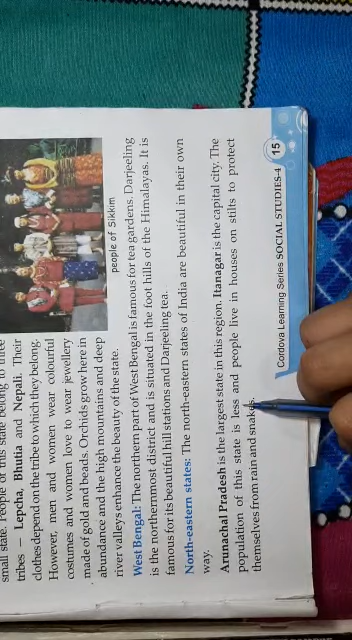 small state. People of this state belong to three
tribes – Lepcha, Bhutia and Nepali. Their
clothes depend on the tribe to which they belong.
However, men and women wear colourful
costumes and women love to wear jewellery
made of gold and beads. Orchids grow here in
abundance and the high mountains and deep
river valleys enhance the beauty of the state.
people of Sikkim
West Bengal: The northern part of West Bengal is famous for tea gardens. Darjeeling
is the northernmost district and is situated in the foot hills of the Himalayas. It is
famous for its beautiful hill stations and Darjeeling tea.
North-eastern states: The north-eastern states of India are beautiful in their own
way.
Arunachal Pradesh is the largest state in this region. Itanagar is the capital city. The
population of this state is less and people live in houses on stilts to protect
themselves from rain and snakes.
Cordova Learning Series SOCIAL STUDIES-4 15